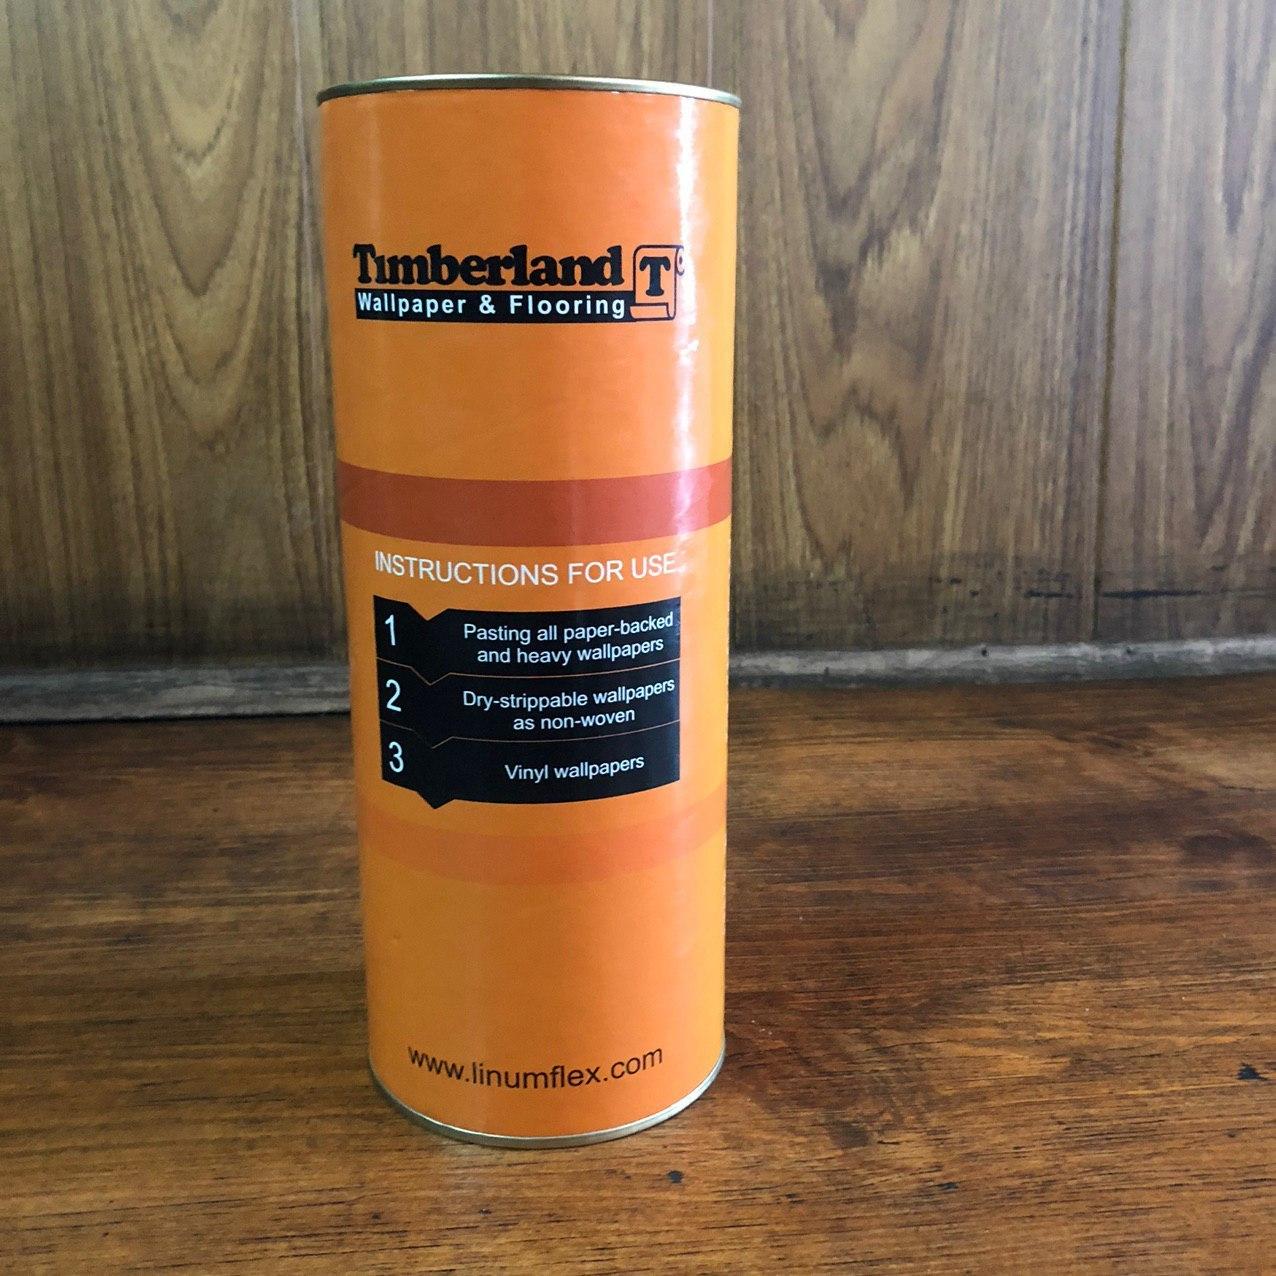 Timberland T
Wallpaper & Flooring
INSTRUCTIONS FOR USE
1 Pasting all paper-backed
and heavy wallpapers
2 Dry-strippable wallpapers
as non-woven
3 Vinyl wallpapers
www.linumflex.com